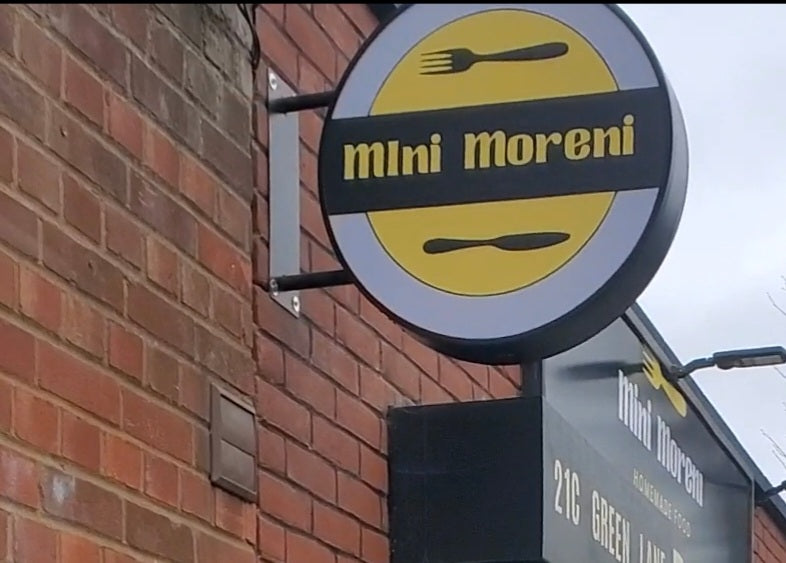 MInI Moreni
mini moreni
HOMEMADE FOOD
21C GREEN LANE